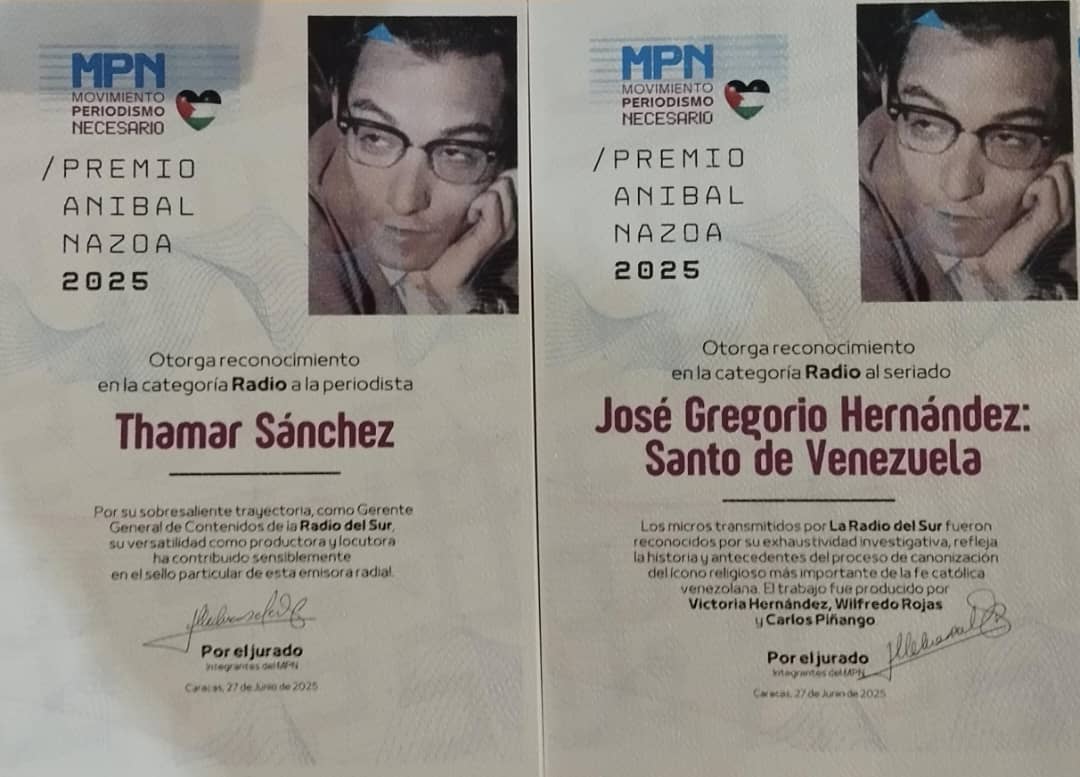 MPN
MOVIMIENTO
PERIODISMO
NECESARIO
/PREMIO
ANIBAL
NAZOA
2025
Otorga reconocimiento
en la categoría Radio a la periodista
Thamar Sánchez
Por su sobresaliente trayectoria, como Gerente
General de Contenidos de la Radio del Sur,
su versatilidad como productora y locutora
ha contribuido sensiblemente
en el sello particular de esta emisora radial.
Por el jurado
Integrantes del MPN
Caracas, 27 de Junio de 2025
MPN
MOVIMIENTO
PERIODISMO
NECESARIO
/PREMIO
ANIBAL
NAZOA
2025
Otorga reconocimiento
en la categoría Radio al seriado
José Gregorio Hernández:
Santo de Venezuela
Los micros transmitidos por La Radio del Sur fueron
reconocidos por su exhaustividad investigativa, refleja
la historia y antecedentes del proceso de canonización
del ícono religioso más importante de la fe católica
venezolana. El trabajo fue producido por
Victoria Hernández, Wilfredo Rojas
y Carlos Piñango
Por el jurado
Integrantes del MPN
Caracas, 27 de Junio de 2025